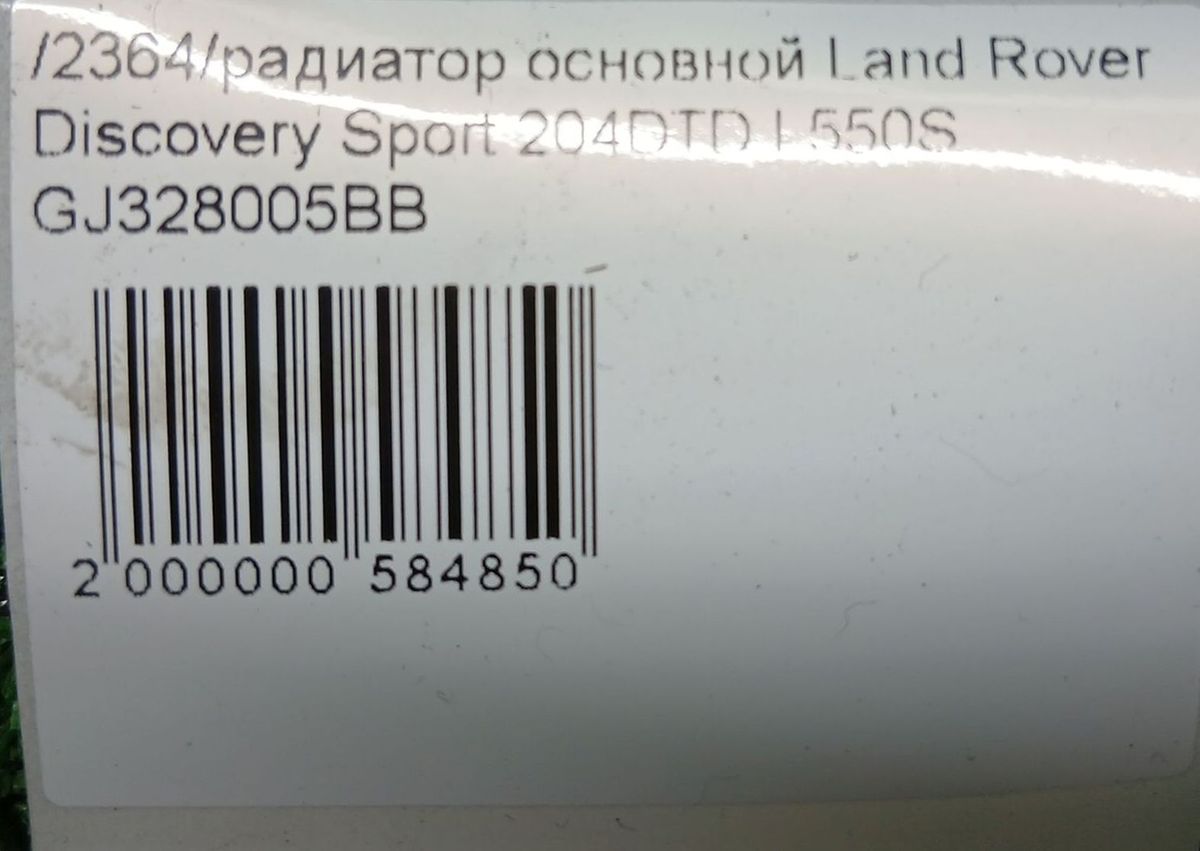 /2364/радиатор основной Land Rover
Discovery Sport 204DTD L550S
GJ328005BB
2 000000 584850